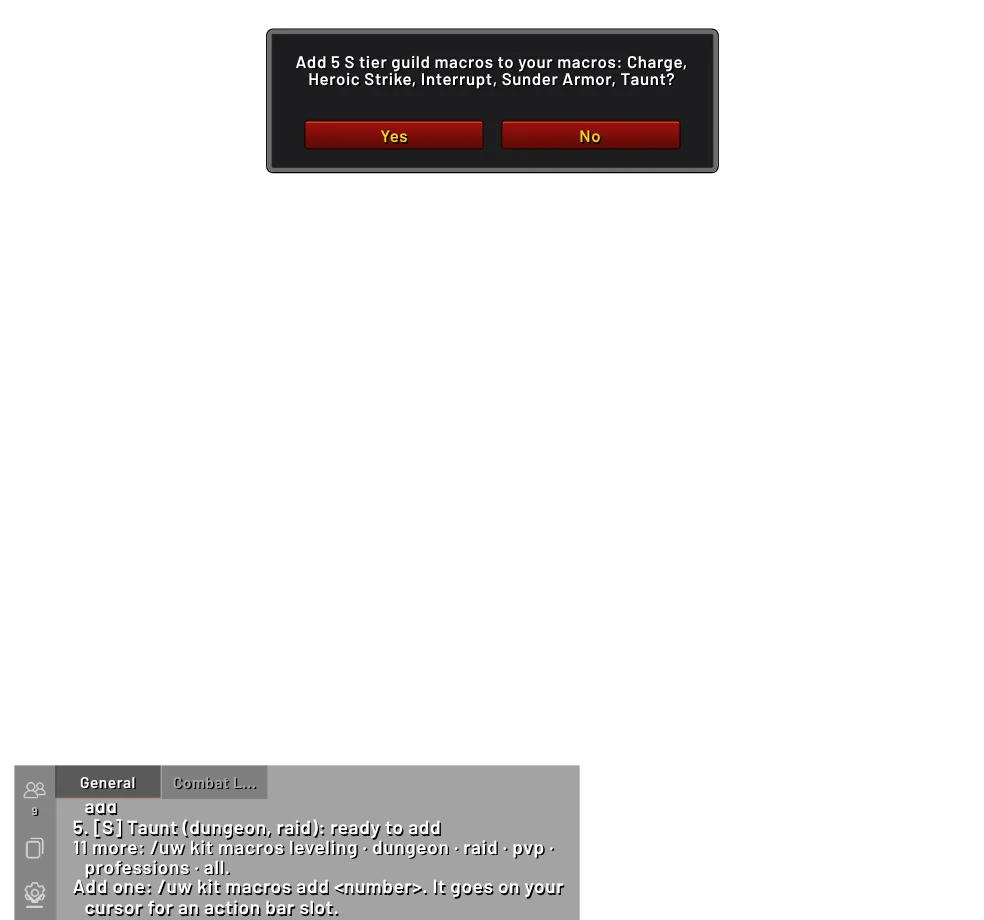 Add 5 S tier guild macros to your macros: Charge,
Heroic Strike, Interrupt, Sunder Armor, Taunt?
Yes
No
General
Combat L...
9
add
5. [S] Taunt (dungeon, raid): ready to add
11 more: /uw kit macros leveling · dungeon · raid · pvp ·
professions · all.
Add one: /uw kit macros add <number>. It goes on your
cursor for an action bar slot.